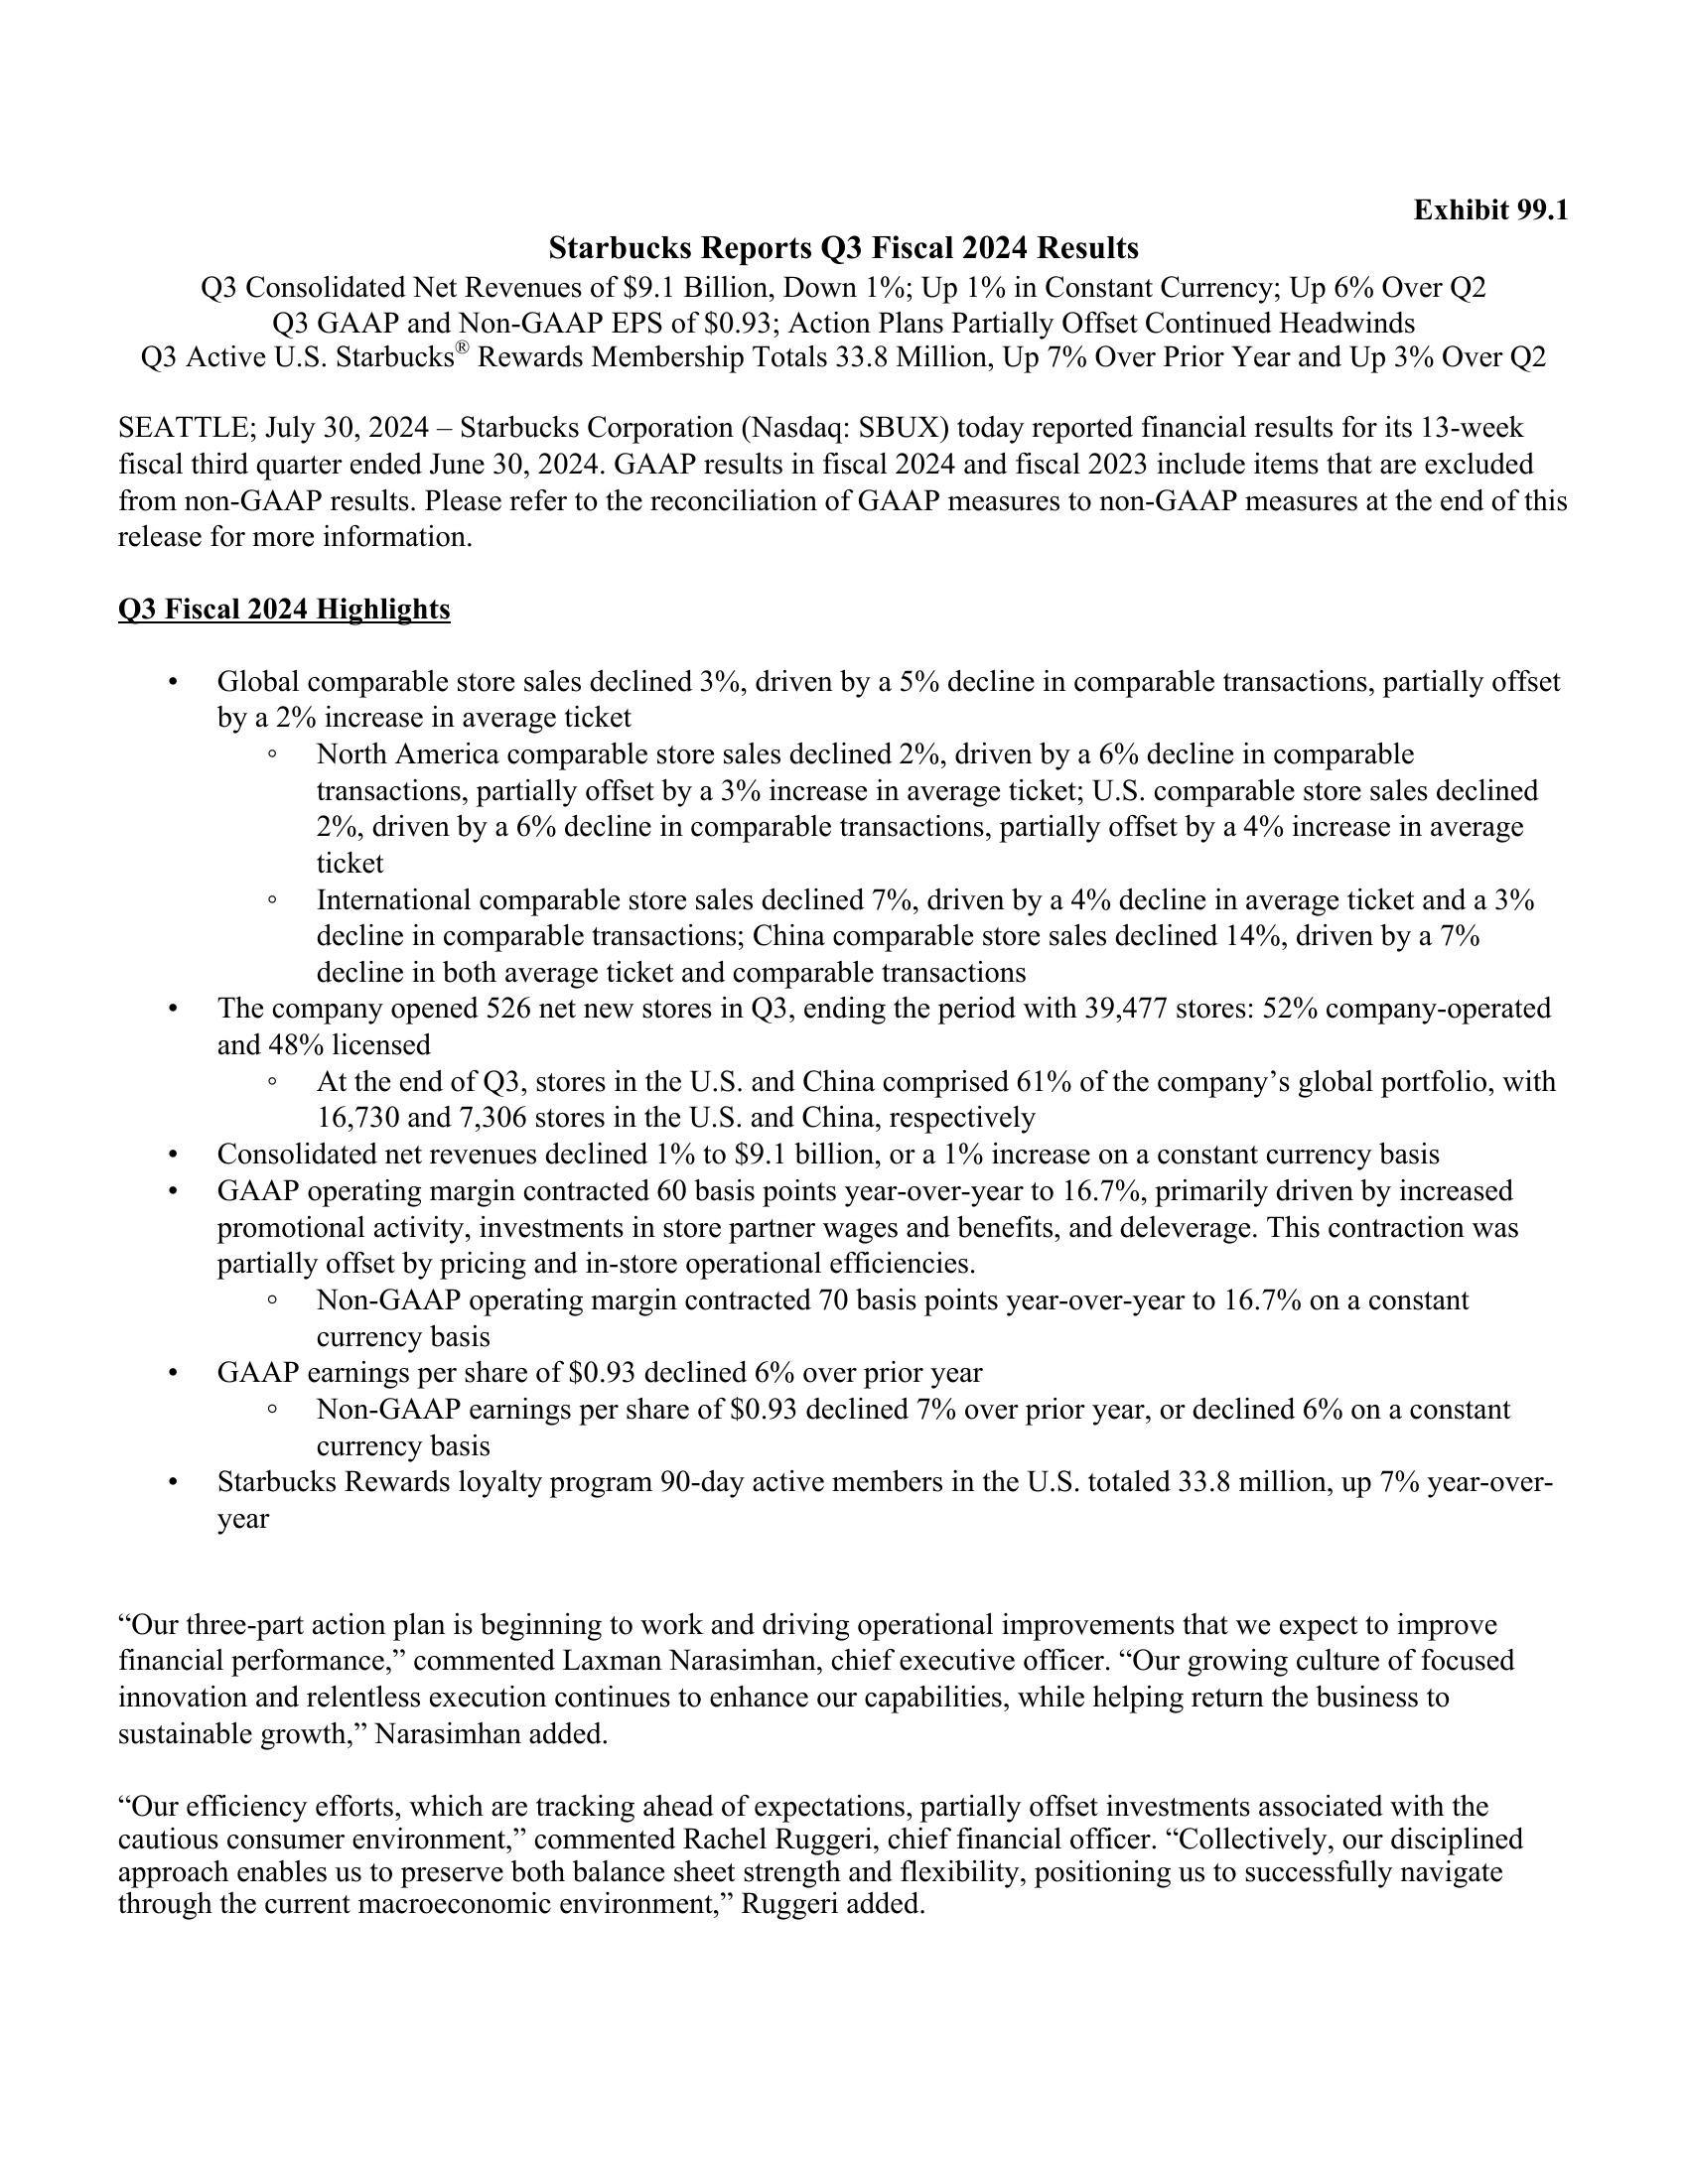 Exhibit 99.1
Starbucks Reports Q3 Fiscal 2024 Results
Q3 Consolidated Net Revenues of $9.1 Billion, Down 1%; Up 1% in Constant Currency; Up 6% Over Q2
Q3 GAAP and Non-GAAP EPS of $0.93; Action Plans Partially Offset Continued Headwinds
Q3 Active U.S. Starbucks® Rewards Membership Totals 33.8 Million, Up 7% Over Prior Year and Up 3% Over Q2
SEATTLE; July 30, 2024 – Starbucks Corporation (Nasdaq: SBUX) today reported financial results for its 13-week
fiscal third quarter ended June 30, 2024. GAAP results in fiscal 2024 and fiscal 2023 include items that are excluded
from non-GAAP results. Please refer to the reconciliation of GAAP measures to non-GAAP measures at the end of this
release for more information.
Q3 Fiscal 2024 Highlights
• Global comparable store sales declined 3%, driven by a 5% decline in comparable transactions, partially offset
by a 2% increase in average ticket
◦ North America comparable store sales declined 2%, driven by a 6% decline in comparable
transactions, partially offset by a 3% increase in average ticket; U.S. comparable store sales declined
2%, driven by a 6% decline in comparable transactions, partially offset by a 4% increase in average
ticket
◦ International comparable store sales declined 7%, driven by a 4% decline in average ticket and a 3%
decline in comparable transactions; China comparable store sales declined 14%, driven by a 7%
decline in both average ticket and comparable transactions
• The company opened 526 net new stores in Q3, ending the period with 39,477 stores: 52% company-operated
and 48% licensed
◦ At the end of Q3, stores in the U.S. and China comprised 61% of the company’s global portfolio, with
16,730 and 7,306 stores in the U.S. and China, respectively
• Consolidated net revenues declined 1% to $9.1 billion, or a 1% increase on a constant currency basis
• GAAP operating margin contracted 60 basis points year-over-year to 16.7%, primarily driven by increased
promotional activity, investments in store partner wages and benefits, and deleverage. This contraction was
partially offset by pricing and in-store operational efficiencies.
◦ Non-GAAP operating margin contracted 70 basis points year-over-year to 16.7% on a constant
currency basis
• GAAP earnings per share of $0.93 declined 6% over prior year
◦ Non-GAAP earnings per share of $0.93 declined 7% over prior year, or declined 6% on a constant
currency basis
• Starbucks Rewards loyalty program 90-day active members in the U.S. totaled 33.8 million, up 7% year-over-
year
“Our three-part action plan is beginning to work and driving operational improvements that we expect to improve
financial performance,” commented Laxman Narasimhan, chief executive officer. “Our growing culture of focused
innovation and relentless execution continues to enhance our capabilities, while helping return the business to
sustainable growth,” Narasimhan added.
“Our efficiency efforts, which are tracking ahead of expectations, partially offset investments associated with the
cautious consumer environment,” commented Rachel Ruggeri, chief financial officer. “Collectively, our disciplined
approach enables us to preserve both balance sheet strength and flexibility, positioning us to successfully navigate
through the current macroeconomic environment,” Ruggeri added.